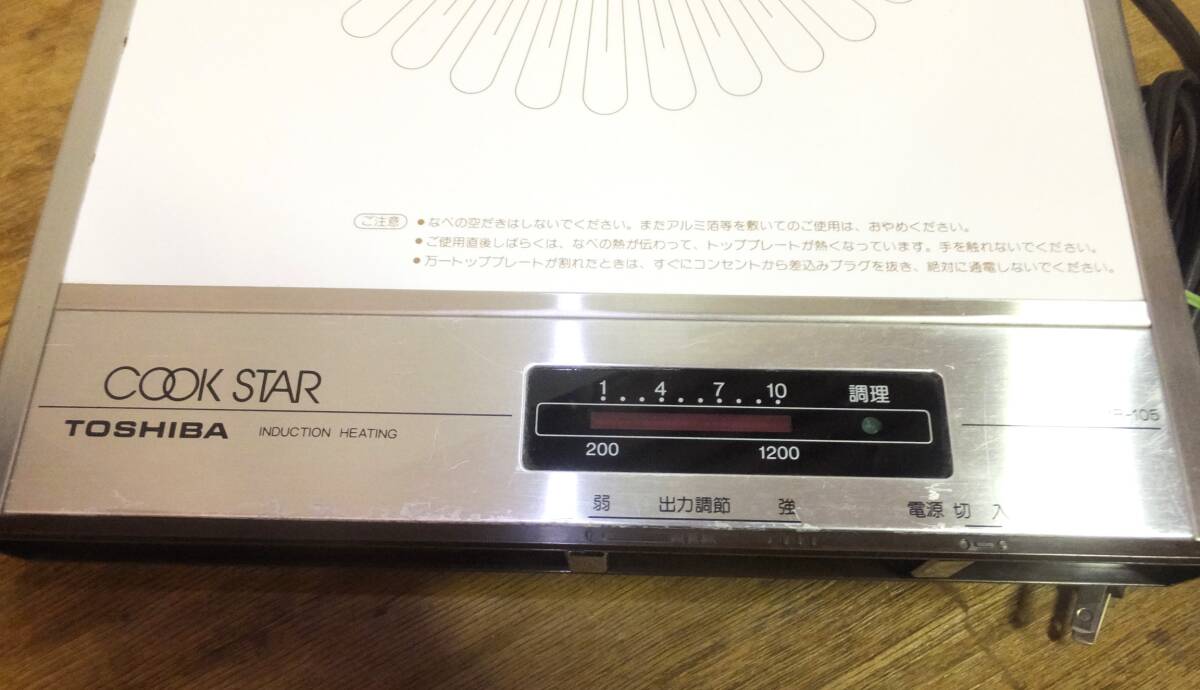 ご注意 ●なべの空だきはしないでください。またアルミ箔等を敷いてのご使用は、おやめください。
●ご使用直後しばらくは、なべの熱が伝わって、トッププレートが熱くなっています。手を触れないでください。
●万一トッププレートが割れたときは、すぐにコンセントから差込みプラグを抜き、絶対に通電しないでください。
COOK STAR
TOSHIBA INDUCTION HEATING
1 4 7 10 調理
200 1200
-105
弱 出力調節 強 電源 切 入